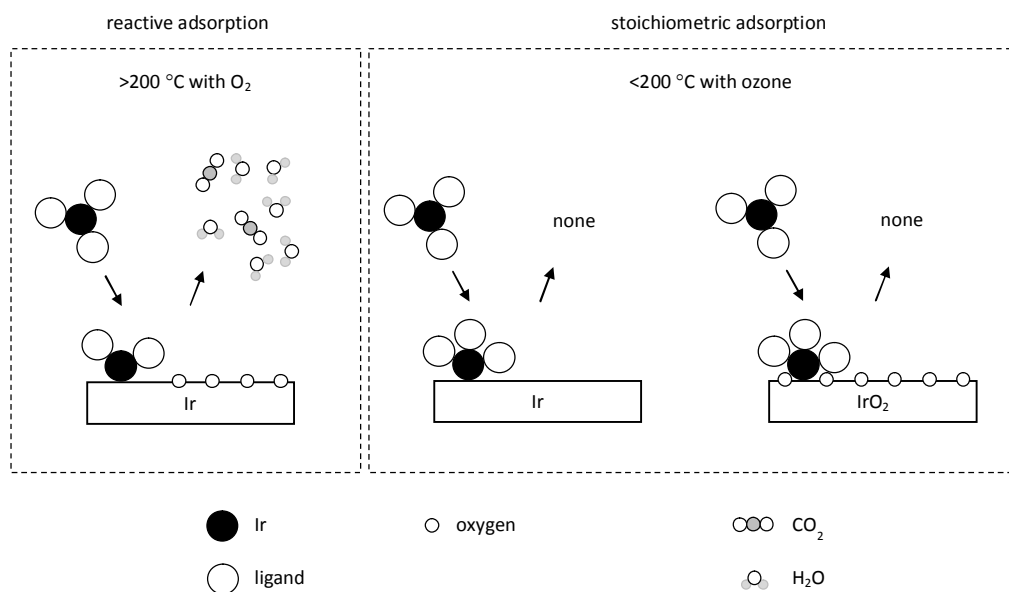 reactive adsorption
stoichiometric adsorption
>200 °C with O₂
<200 °C with ozone
none
none
Ir
Ir
IrO₂
Ir
oxygen
CO₂
ligand
H₂O